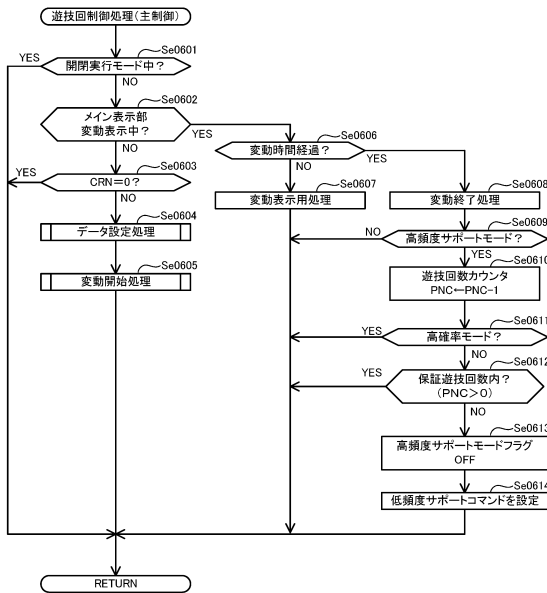 遊技回制御処理(主制御)
Se0601
YES
開閉実行モード中？
NO
Se0602
メイン表示部
変動表示中？
YES
NO
Se0603
YES
CRN=0？
NO
Se0604
データ設定処理
Se0605
変動開始処理
Se0606
変動時間経過？
YES
NO
Se0607
変動表示用処理
Se0608
変動終了処理
Se0609
NO
高頻度サポートモード？
YES
Se0610
遊技回数カウンタ
PNC←PNC-1
Se0611
YES
高確率モード？
NO
Se0612
YES
保証遊技回数内？
(PNC＞0)
NO
Se0613
高頻度サポートモードフラグ
OFF
Se0614
低頻度サポートコマンドを設定
RETURN